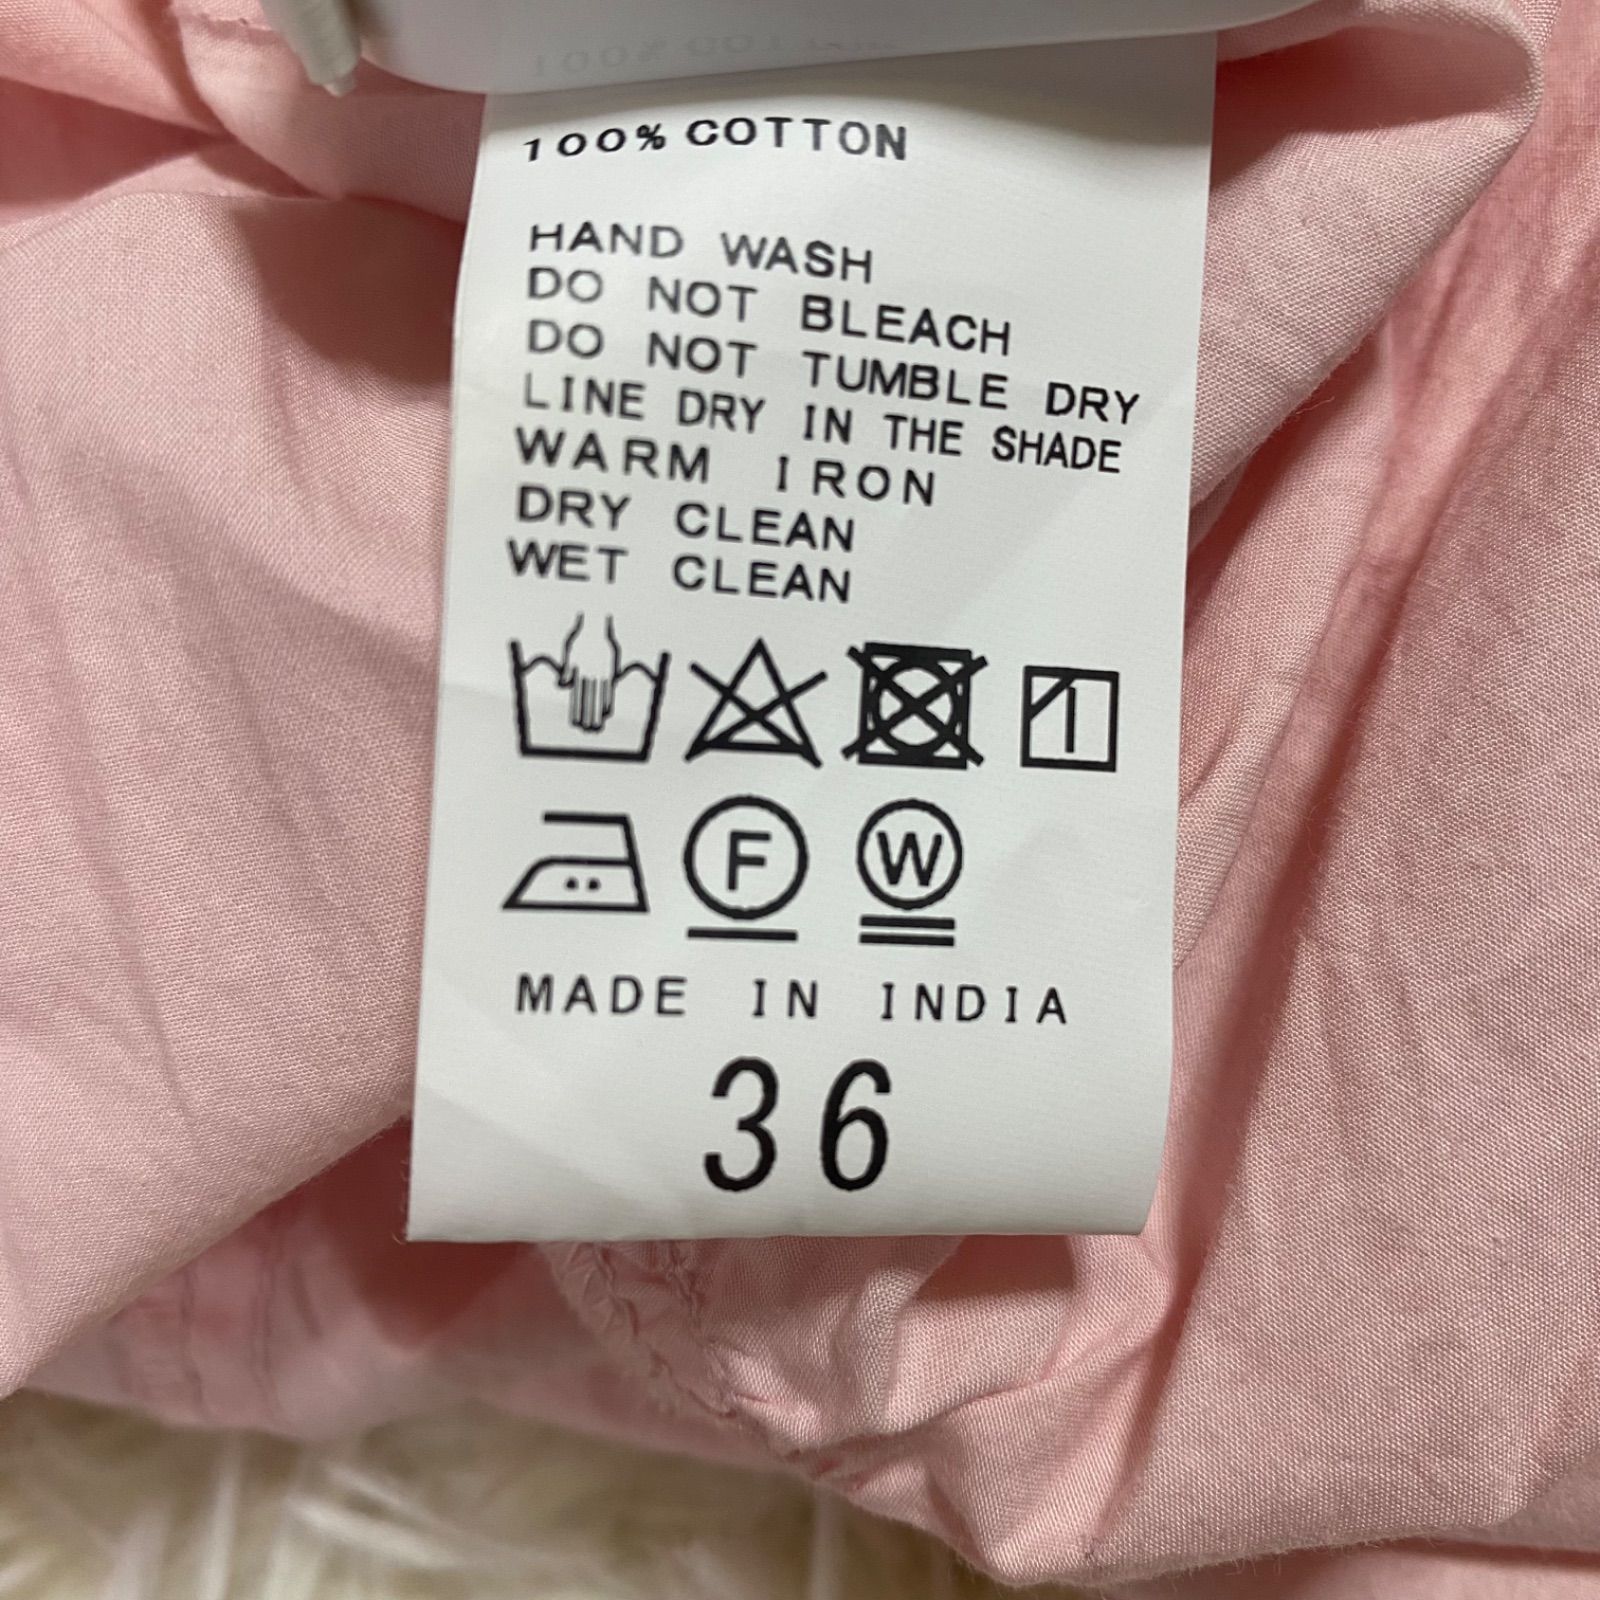 100% COTTON
HAND WASH
DO NOT BLEACH
DO NOT TUMBLE DRY
LINE DRY IN THE SHADE
WARM IRON
DRY CLEAN
WET CLEAN
F W
MADE IN INDIA
36